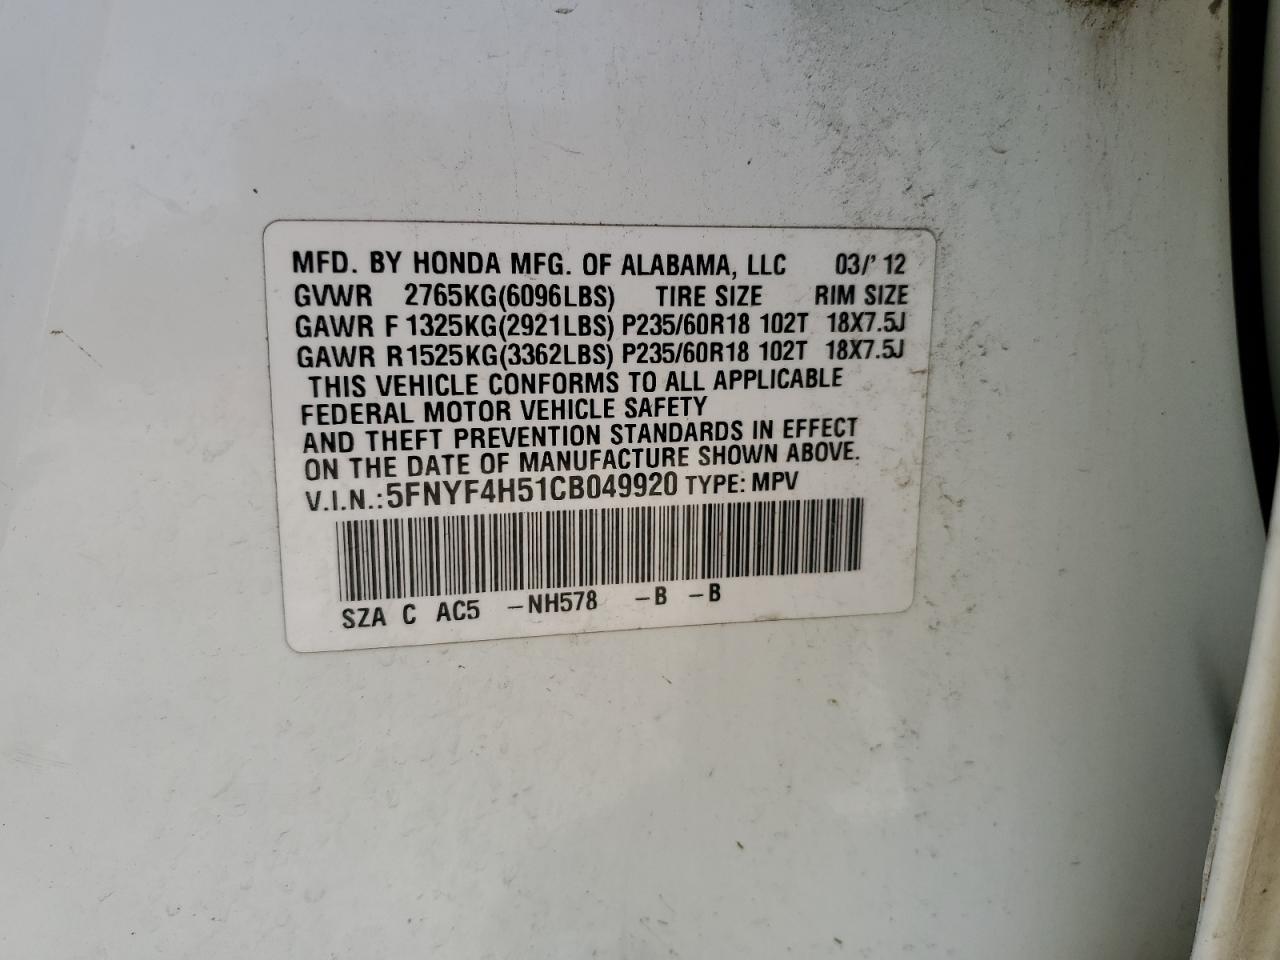 MFD. BY HONDA MFG. OF ALABAMA, LLC 03/'12
GVWR 2765KG(6096LBS) TIRE SIZE RIM SIZE
GAWR F 1325KG(2921LBS) P235/60R18 102T 18X7.5J
GAWR R1525KG(3362LBS) P235/60R18 102T 18X7.5J
THIS VEHICLE CONFORMS TO ALL APPLICABLE
FEDERAL MOTOR VEHICLE SAFETY
AND THEFT PREVENTION STANDARDS IN EFFECT
ON THE DATE OF MANUFACTURE SHOWN ABOVE.
V.I.N.:5FNYF4H51CB049920 TYPE: MPV
SZA C AC5 -NH578 -B -B